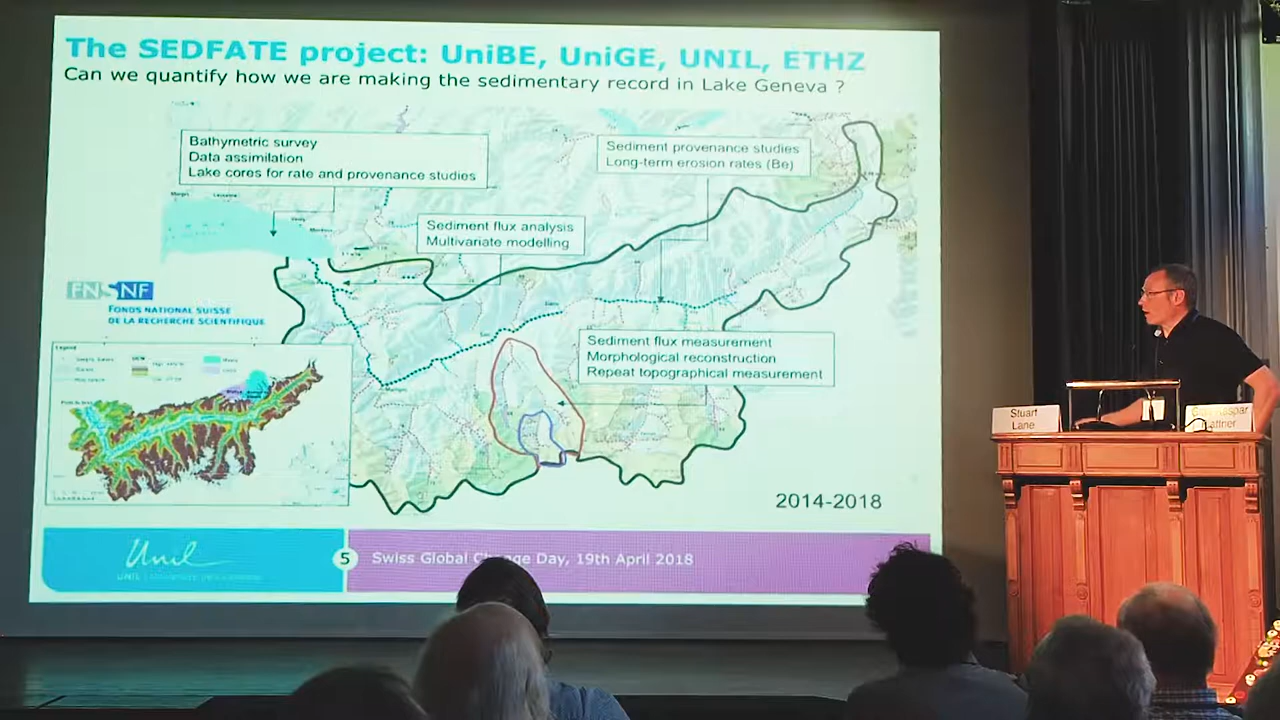 The SEDFATE project: UniBE, UniGE, UNIL, ETHZ
Can we quantify how we are making the sedimentary record in Lake Geneva ?
Bathymetric survey
Data assimilation
Lake cores for rate and provenance studies
Sediment provenance studies
Long-term erosion rates (Be)
Sediment flux analysis
Multivariate modelling
FNSNF
FONDS NATIONAL SUISSE
DE LA RECHERCHE SCIENTIFIQUE
Sediment flux measurement
Morphological reconstruction
Repeat topographical measurement
Legend
2014-2018
Unil
UNIL
5
Swiss Global Change Day, 19th April 2018
Stuart
Lane